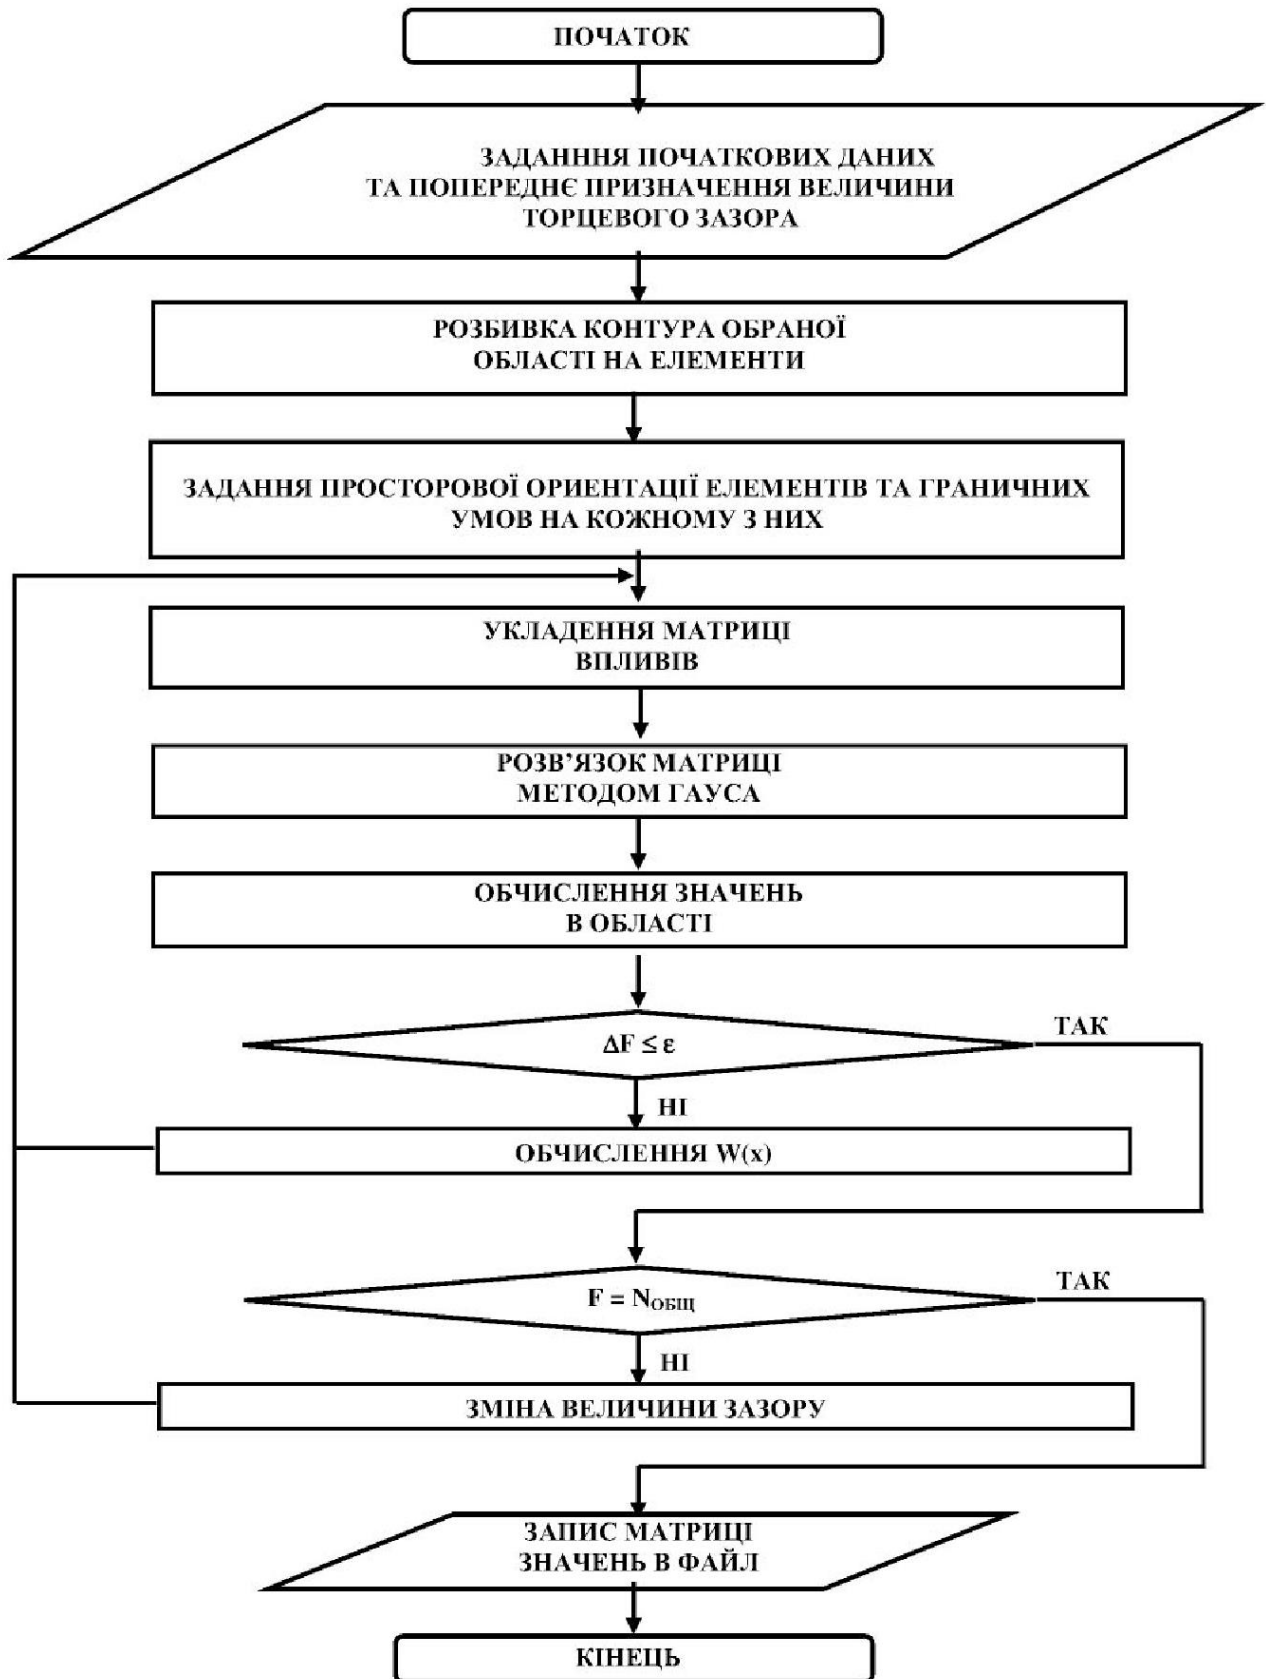 ПОЧАТОК
ЗАДАНННЯ ПОЧАТКОВИХ ДАНИХ
ТА ПОПЕРЕДНЄ ПРИЗНАЧЕННЯ ВЕЛИЧИНИ
ТОРЦЕВОГО ЗАЗОРА
РОЗБИВКА КОНТУРА ОБРАНОЇ
ОБЛАСТІ НА ЕЛЕМЕНТИ
ЗАДАННЯ ПРОСТОРОВОЇ ОРИЕНТАЦІЇ ЕЛЕМЕНТІВ ТА ГРАНИЧНИХ
УМОВ НА КОЖНОМУ З НИХ
УКЛАДЕННЯ МАТРИЦІ
ВПЛИВІВ
РОЗВ’ЯЗОК МАТРИЦІ
МЕТОДОМ ГАУСА
ОБЧИСЛЕННЯ ЗНАЧЕНЬ
В ОБЛАСТІ
ΔF ≤ ε
ТАК
НІ
ОБЧИСЛЕННЯ W(x)
F = NОБЩ
ТАК
НІ
ЗМІНА ВЕЛИЧИНИ ЗАЗОРУ
ЗАПИС МАТРИЦІ
ЗНАЧЕНЬ В ФАЙЛ
КІНЕЦЬ